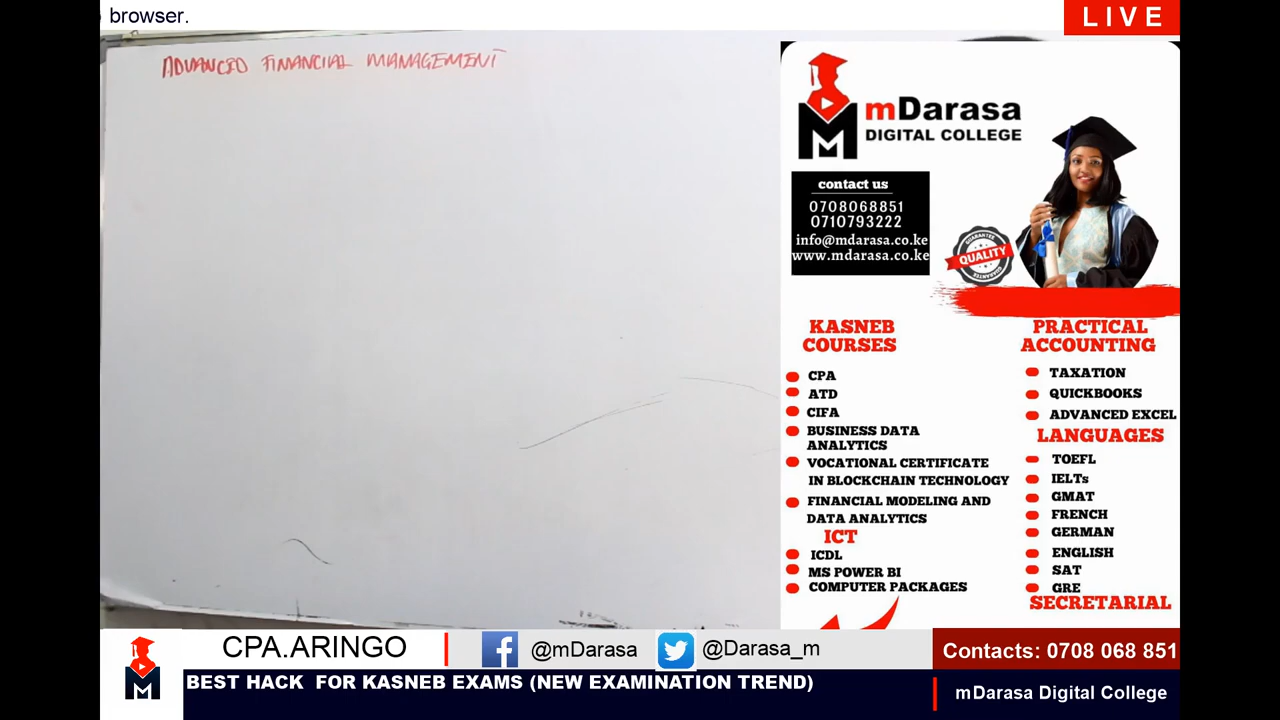 browser.
LIVE
ADVANCED FINANCIAL MANAGEMENT
mDarasa
DIGITAL COLLEGE
contact us
0708068851
0710793222
info@mdarasa.co.ke
www.mdarasa.co.ke
GUARANTEE
QUALITY
GUARANTEE
KASNEB
COURSES
CPA
ATD
CIFA
BUSINESS DATA
ANALYTICS
VOCATIONAL CERTIFICATE
IN BLOCKCHAIN TECHNOLOGY
FINANCIAL MODELING AND
DATA ANALYTICS
ICT
ICDL
MS POWER BI
COMPUTER PACKAGES
PRACTICAL
ACCOUNTING
TAXATION
QUICKBOOKS
ADVANCED EXCEL
LANGUAGES
TOEFL
IELTs
GMAT
FRENCH
GERMAN
ENGLISH
SAT
GRE
SECRETARIAL
CPA.ARINGO
@mDarasa
@Darasa_m
Contacts: 0708 068 851
BEST HACK FOR KASNEB EXAMS (NEW EXAMINATION TREND)
mDarasa Digital College